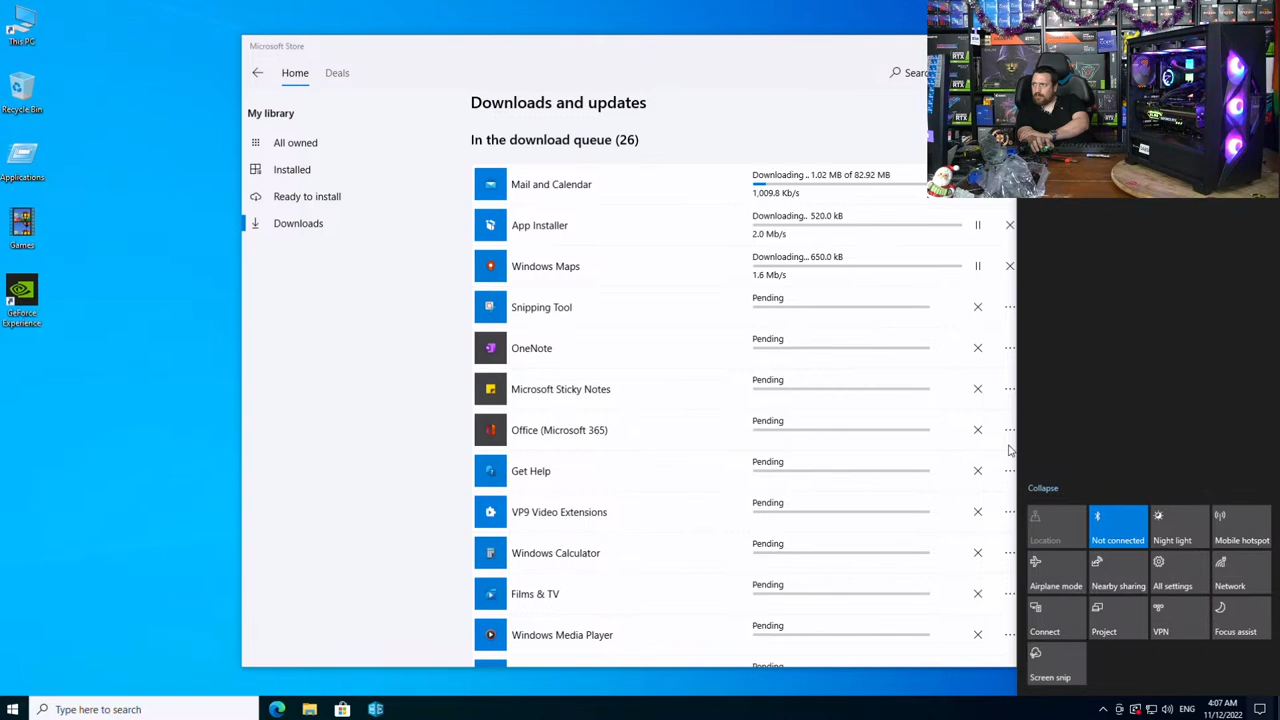 This PC
Recycle Bin
Applications
Games
GeForce
Experience
Microsoft Store
Home
Deals
My library
All owned
Installed
Ready to install
Downloads
Downloads and updates
In the download queue (26)
Mail and Calendar
Downloading .. 1.02 MB of 82.92 MB
1,009.8 Kb/s
App Installer
Downloading... 520.0 kB
2.0 Mb/s
Windows Maps
Downloading... 650.0 kB
1.6 Mb/s
Snipping Tool
Pending
OneNote
Pending
Microsoft Sticky Notes
Pending
Office (Microsoft 365)
Pending
Get Help
Pending
VP9 Video Extensions
Pending
Windows Calculator
Pending
Films & TV
Pending
Windows Media Player
Pending
Pending
Collapse
Location
Not connected
Night light
Mobile hotspot
Airplane mode
Nearby sharing
All settings
Network
Connect
Project
VPN
Focus assist
Screen snip
Type here to search
ENG
4:07 AM
11/12/2022